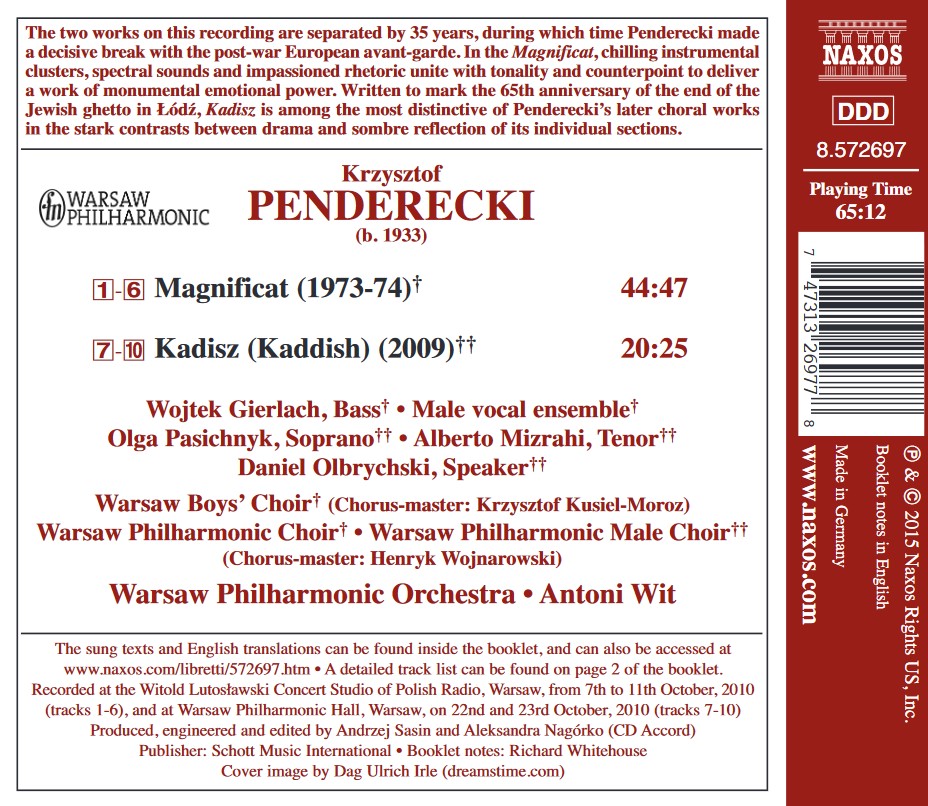 The two works on this recording are separated by 35 years, during which time Penderecki made
a decisive break with the post-war European avant-garde. In the Magnificat, chilling instrumental
clusters, spectral sounds and impassioned rhetoric unite with tonality and counterpoint to deliver
a work of monumental emotional power. Written to mark the 65th anniversary of the end of the
Jewish ghetto in Łódź, Kadisz is among the most distinctive of Penderecki's later choral works
in the stark contrasts between drama and sombre reflection of its individual sections.
fn WARSAW
PHILHARMONIC
Krzysztof
PENDERECKI
(b. 1933)
1-6 Magnificat (1973-74)† 44:47
7-10 Kadisz (Kaddish) (2009)†† 20:25
Wojtek Gierlach, Bass† • Male vocal ensemble†
Olga Pasichnyk, Soprano†† • Alberto Mizrahi, Tenor††
Daniel Olbrychski, Speaker††
Warsaw Boys' Choir† (Chorus-master: Krzysztof Kusiel-Moroz)
Warsaw Philharmonic Choir† • Warsaw Philharmonic Male Choir††
(Chorus-master: Henryk Wojnarowski)
Warsaw Philharmonic Orchestra • Antoni Wit
The sung texts and English translations can be found inside the booklet, and can also be accessed at
www.naxos.com/libretti/572697.htm • A detailed track list can be found on page 2 of the booklet.
Recorded at the Witold Lutosławski Concert Studio of Polish Radio, Warsaw, from 7th to 11th October, 2010
(tracks 1-6), and at Warsaw Philharmonic Hall, Warsaw, on 22nd and 23rd October, 2010 (tracks 7-10)
Produced, engineered and edited by Andrzej Sasin and Aleksandra Nagórko (CD Accord)
Publisher: Schott Music International • Booklet notes: Richard Whitehouse
Cover image by Dag Ulrich Irle (dreamstime.com)
NAXOS
DDD
8.572697
Playing Time
65:12
7 47313 26977 8
℗ & © 2015 Naxos Rights US, Inc.
Booklet notes in English
Made in Germany
www.naxos.com